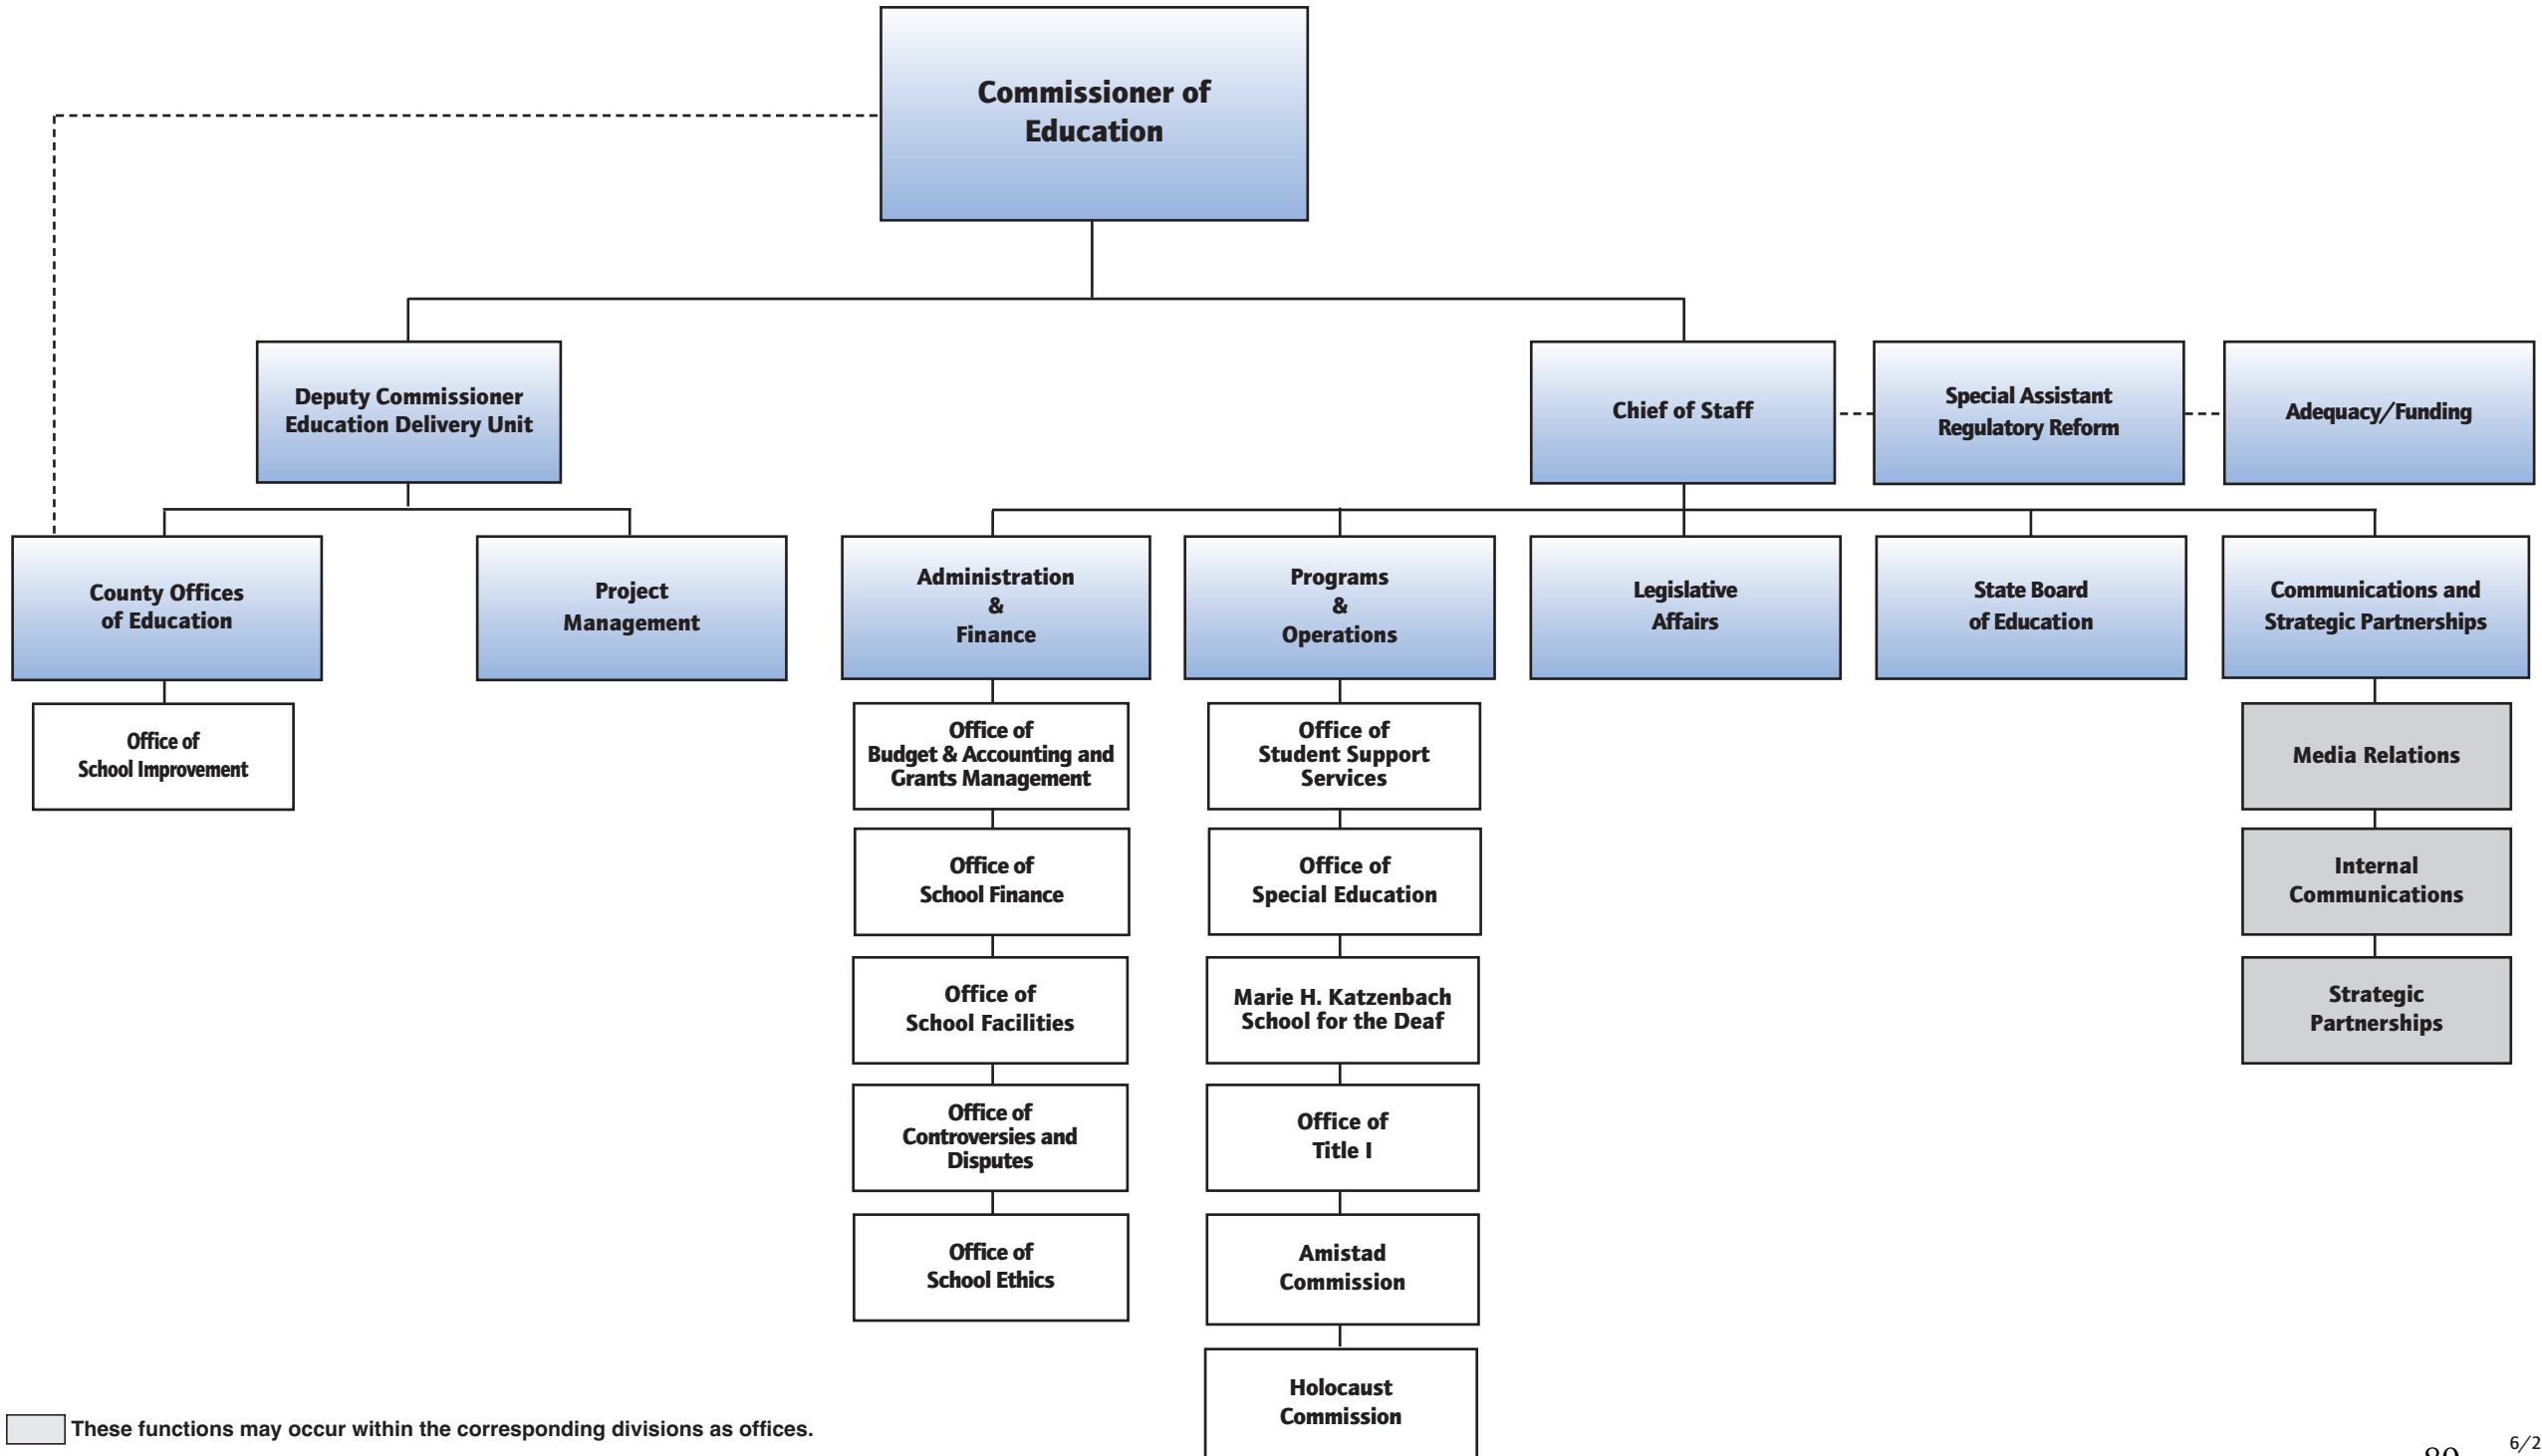 Commissioner of
Education
Deputy Commissioner
Education Delivery Unit
Chief of Staff
Special Assistant
Regulatory Reform
Adequacy/Funding
County Offices
of Education
Project
Management
Administration
&
Finance
Programs
&
Operations
Legislative
Affairs
State Board
of Education
Communications and
Strategic Partnerships
Office of
School Improvement
Office of
Budget & Accounting and
Grants Management
Office of
School Finance
Office of
School Facilities
Office of
Controversies and
Disputes
Office of
School Ethics
Office of
Student Support
Services
Office of
Special Education
Marie H. Katzenbach
School for the Deaf
Office of
Title I
Amistad
Commission
Holocaust
Commission
Media Relations
Internal
Communications
Strategic
Partnerships
These functions may occur within the corresponding divisions as offices.
6/2